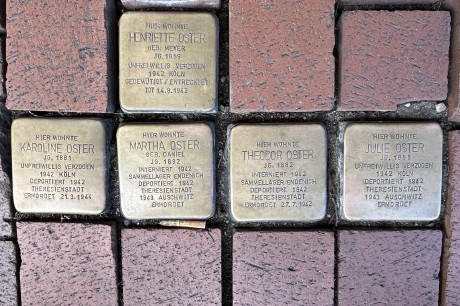 HIER WOHNTE
HENRIETTE OSTER
GEB. MEYER
JG. 1859
UNFREIWILLIG VERZOGEN
1942 KÖLN
GEDEMÜTIGT / ENTRECHTET
TOT 14.9.1942
HIER WOHNTE
KAROLINE OSTER
JG. 1881
UNFREIWILLIG VERZOGEN
1942 KÖLN
DEPORTIERT 1942
THERESIENSTADT
ERMORDET 21.3.1944
HIER WOHNTE
MARTHA OSTER
GEB. DANIEL
JG. 1892
INTERNIERT 1942
SAMMELLAGER ENDENICH
DEPORTIERT 1942
THERESIENSTADT
1943 AUSCHWITZ
ERMORDET
HIER WOHNTE
THEODOR OSTER
JG. 1882
INTERNIERT 1942
SAMMELLAGER ENDENICH
DEPORTIERT 1942
THERESIENSTADT
ERMORDET 27.7.1942
HIER WOHNTE
JULIE OSTER
UNFREIWILLIG VERZOGEN
1942 KÖLN
DEPORTIERT 1942
THERESIENSTADT
1943 AUSCHWITZ
ERMORDET